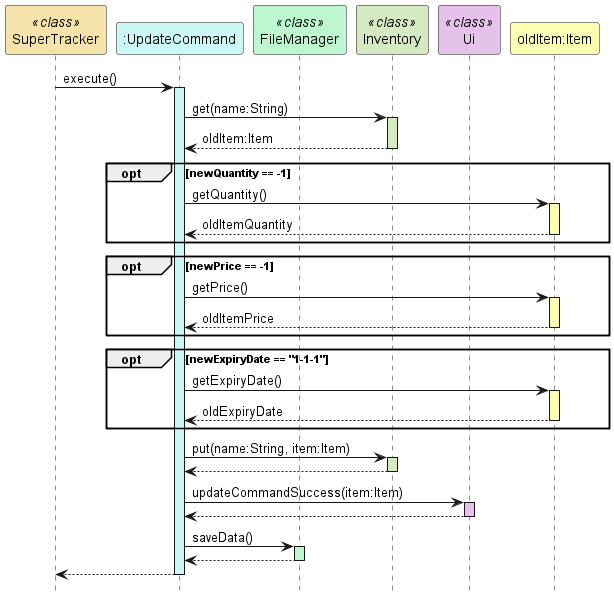 «class»
SuperTracker
:UpdateCommand
«class»
FileManager
«class»
Inventory
«class»
Ui
oldItem:Item
execute()
get(name:String)
oldItem:Item
opt [newQuantity == -1]
getQuantity()
oldItemQuantity
opt [newPrice == -1]
getPrice()
oldItemPrice
opt [newExpiryDate == "1-1-1"]
getExpiryDate()
oldExpiryDate
put(name:String, item:Item)
updateCommandSuccess(item:Item)
saveData()